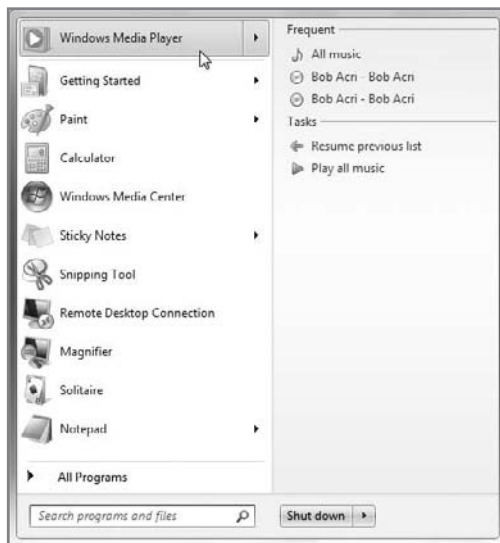 Windows Media Player
Getting Started
Paint
Calculator
Windows Media Center
Sticky Notes
Snipping Tool
Remote Desktop Connection
Magnifier
Solitaire
Notepad
All Programs
Search programs and files
Frequent
All music
Bob Acri - Bob Acri
Bob Acri - Bob Acri
Tasks
Resume previous list
Play all music
Shut down